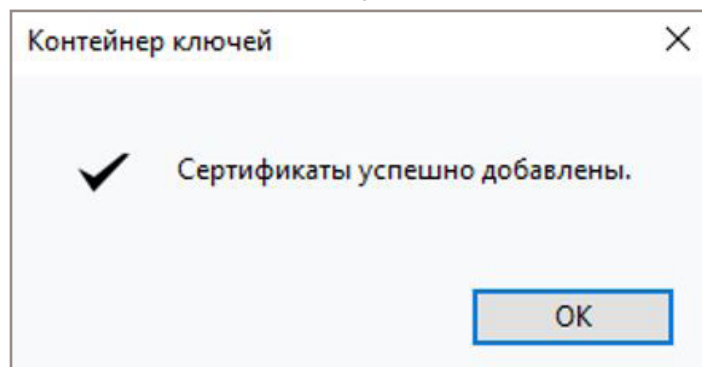 Контейнер ключей
Сертификаты успешно добавлены.
OK